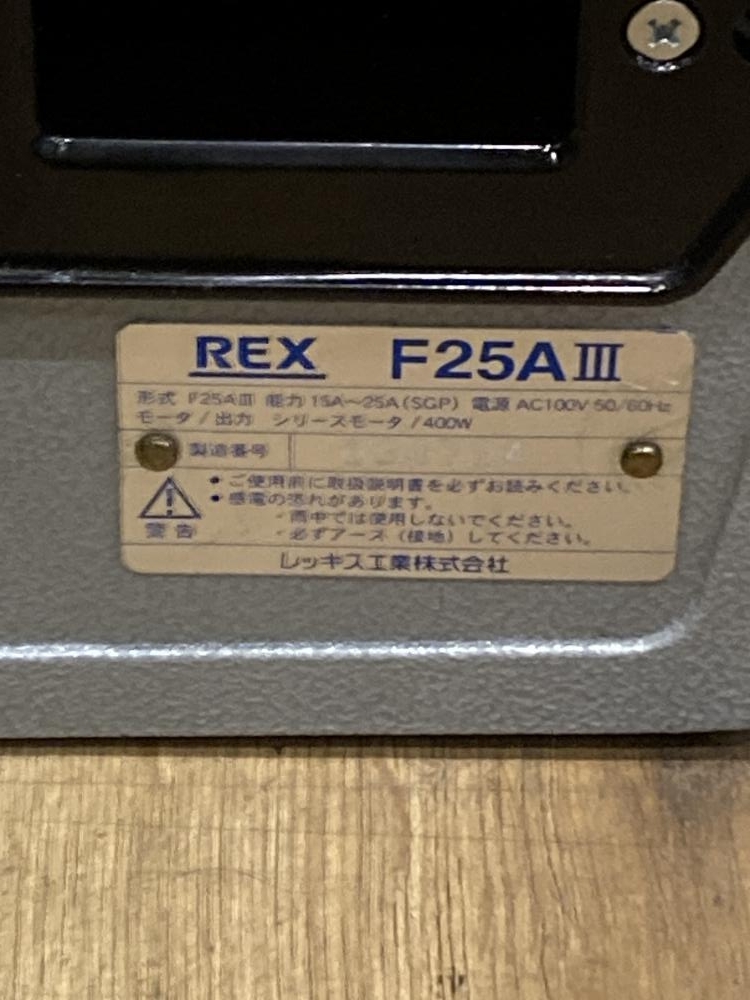 REX F25AⅢ
形式 F25AⅢ 能力 15A～25A(SGP) 電源 AC100V 50/60Hz
モータ/出力 シリーズモータ/400W
製造番号
• ご使用前に取扱説明書を必ずお読みください。
• 感電の恐れがあります。
・雨中では使用しないでください。
警告 ・必ずアース(接地)してください。
レッキス工業株式会社